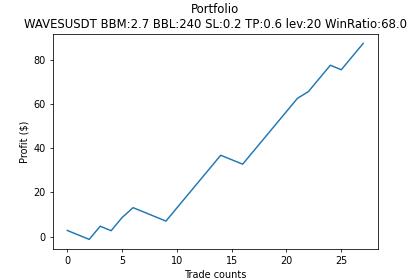 Portfolio
WAVESUSDT BBM:2.7 BBL:240 SL:0.2 TP:0.6 lev:20 WinRatio:68.0
80
60
40
20
0
Profit ($)
0 5 10 15 20 25
Trade counts